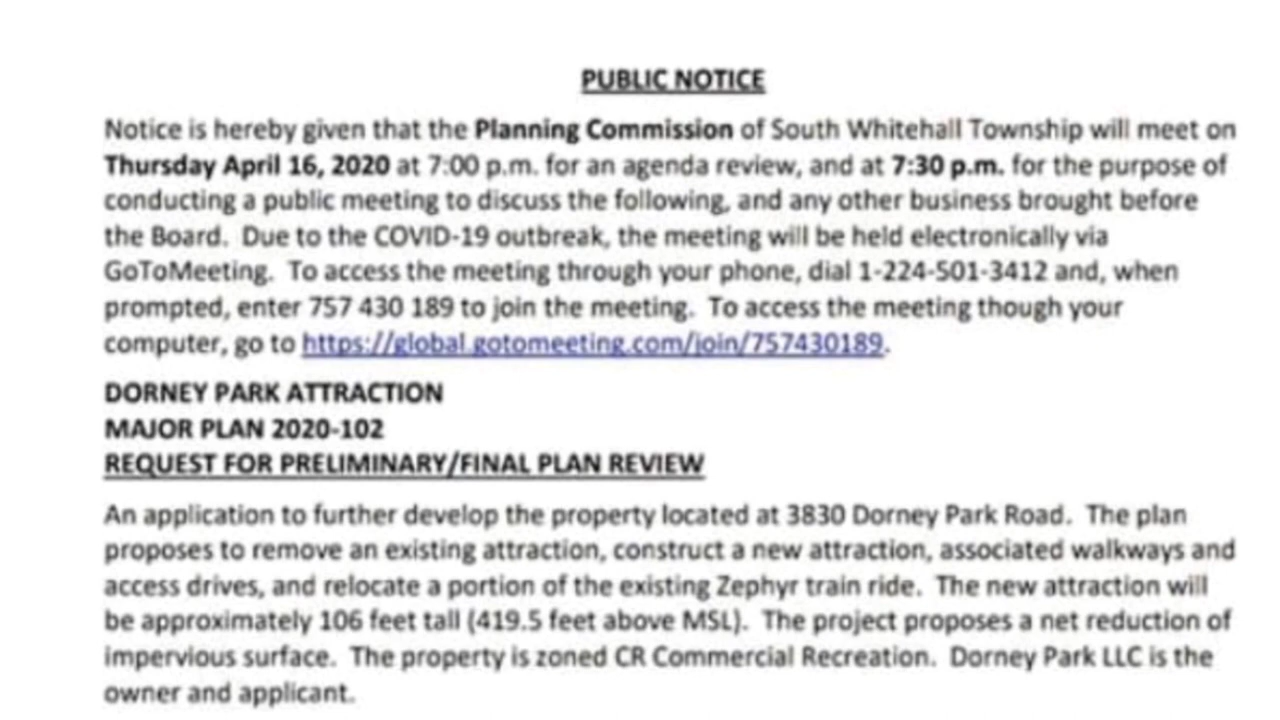 PUBLIC NOTICE
Notice is hereby given that the Planning Commission of South Whitehall Township will meet on
Thursday April 16, 2020 at 7:00 p.m. for an agenda review, and at 7:30 p.m. for the purpose of
conducting a public meeting to discuss the following, and any other business brought before
the Board. Due to the COVID-19 outbreak, the meeting will be held electronically via
GoToMeeting. To access the meeting through your phone, dial 1-224-501-3412 and, when
prompted, enter 757 430 189 to join the meeting. To access the meeting though your
computer, go to https://global.gotomeeting.com/join/757430189.
DORNEY PARK ATTRACTION
MAJOR PLAN 2020-102
REQUEST FOR PRELIMINARY/FINAL PLAN REVIEW
An application to further develop the property located at 3830 Dorney Park Road. The plan
proposes to remove an existing attraction, construct a new attraction, associated walkways and
access drives, and relocate a portion of the existing Zephyr train ride. The new attraction will
be approximately 106 feet tall (419.5 feet above MSL). The project proposes a net reduction of
impervious surface. The property is zoned CR Commercial Recreation. Dorney Park LLC is the
owner and applicant.